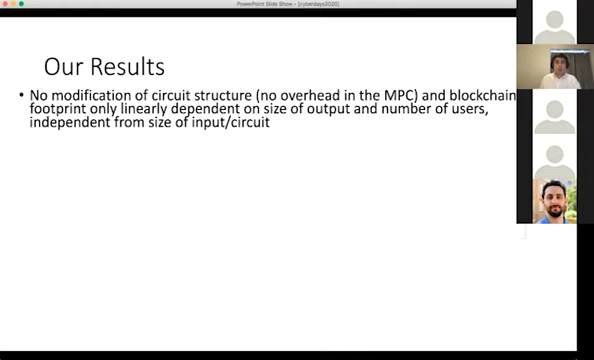 PowerPoint Slide Show - [cyberdays2020]
Our Results
• No modification of circuit structure (no overhead in the MPC) and blockchain
footprint only linearly dependent on size of output and number of users,
independent from size of input/circuit